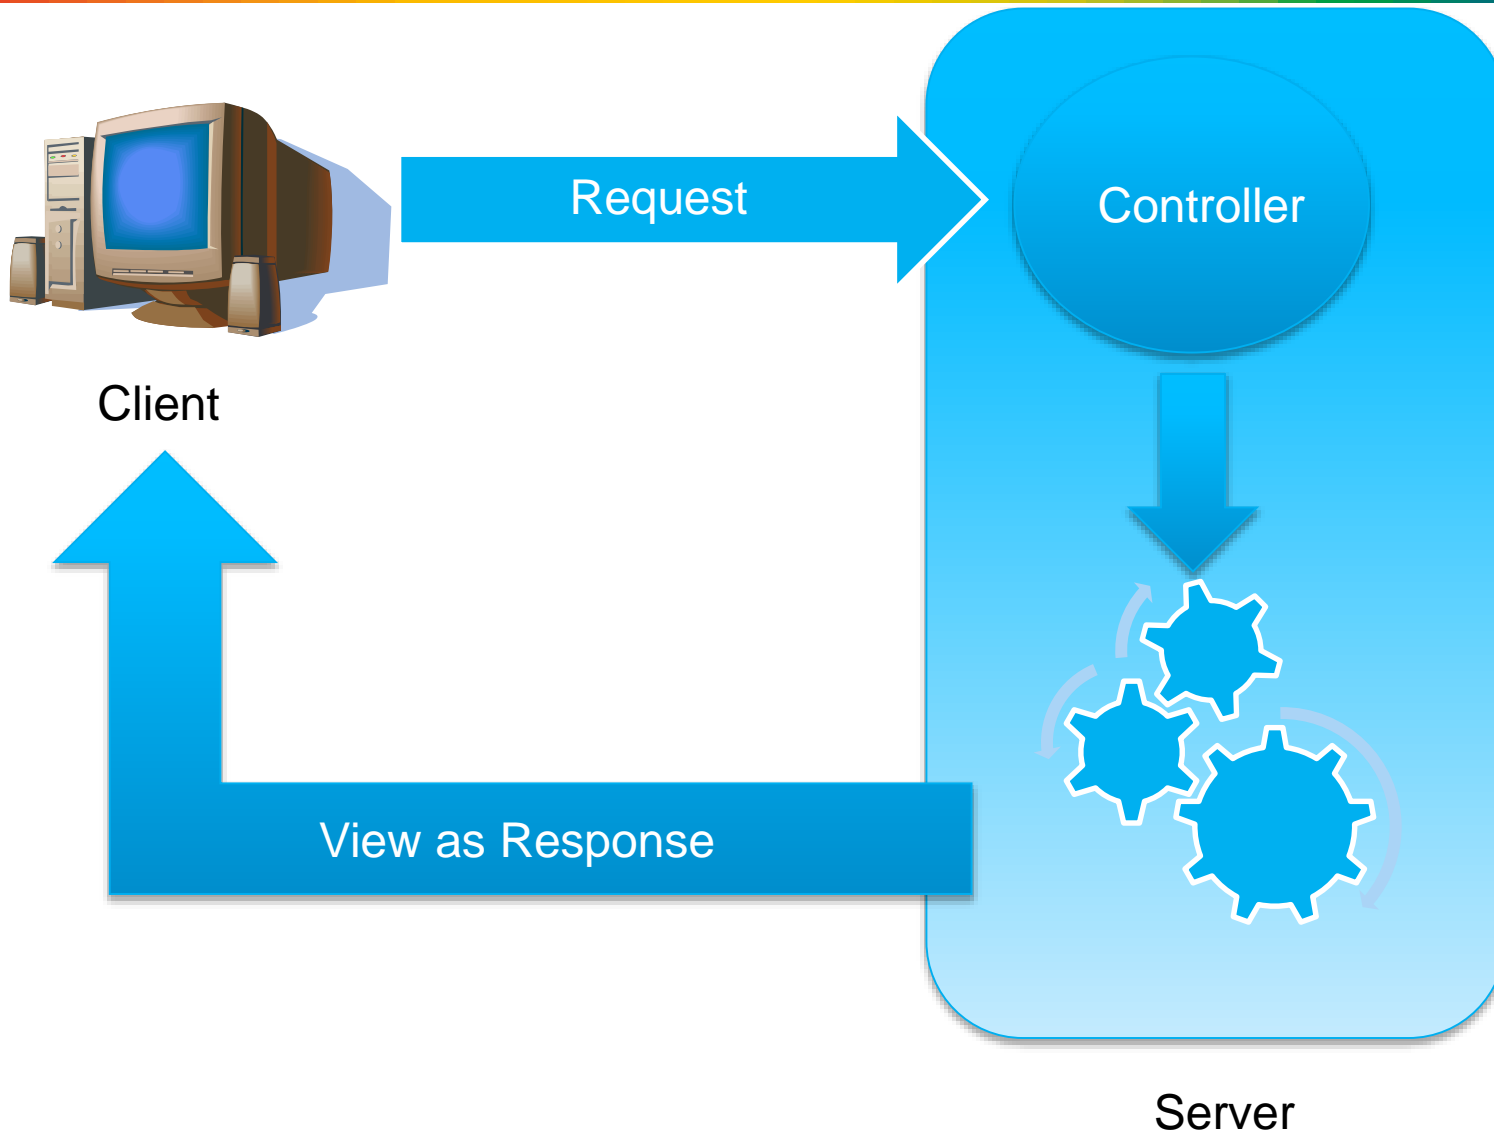 Request
Controller
Client
View as Response
Server